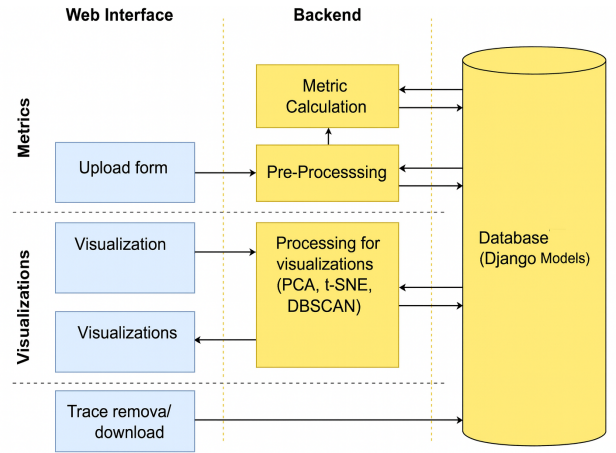 Web Interface
Backend
Metrics
Metric
Calculation
Upload form
Pre-Processsing
Visualizations
Visualization
Processing for
visualizations
(PCA, t-SNE,
DBSCAN)
Visualizations
Database
(Django Models)
Trace remova/
download